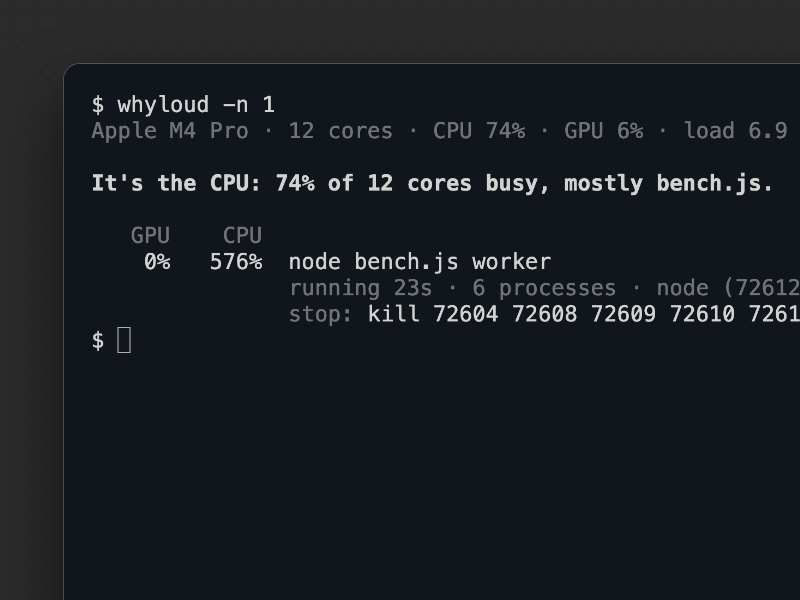 $ whyloud -n 1
Apple M4 Pro · 12 cores · CPU 74% · GPU 6% · load 6.9
It's the CPU: 74% of 12 cores busy, mostly bench.js.
GPU CPU
0% 576% node bench.js worker
running 23s · 6 processes · node (72612
stop: kill 72604 72608 72609 72610 7261
$